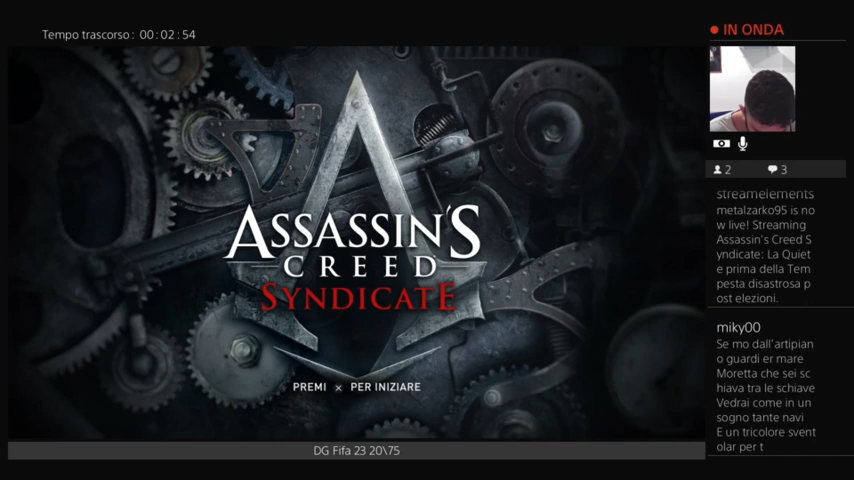 Tempo trascorso: 00:02:54
IN ONDA
ASSASSIN'S
CREED
SYNDICATE
PREMI × PER INIZIARE
DG Fifa 23 20\75
2 3
streamelements
metalzarko95 is no
w live! Streaming
Assassin's Creed S
yndicate: La Quiet
e prima della Tem
pesta disastrosa p
ost elezioni.
miky00
Se mo dall'artipian
o guardi er mare
Moretta che sei sc
hiava tra le schiave
Vedrai come in un
sogno tante navi
E un tricolore svent
olar per t